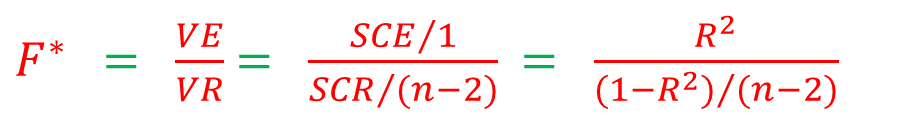 F* = VE/VR = SCE/1 / SCR/(n−2) = R² / (1−R²)/(n−2)